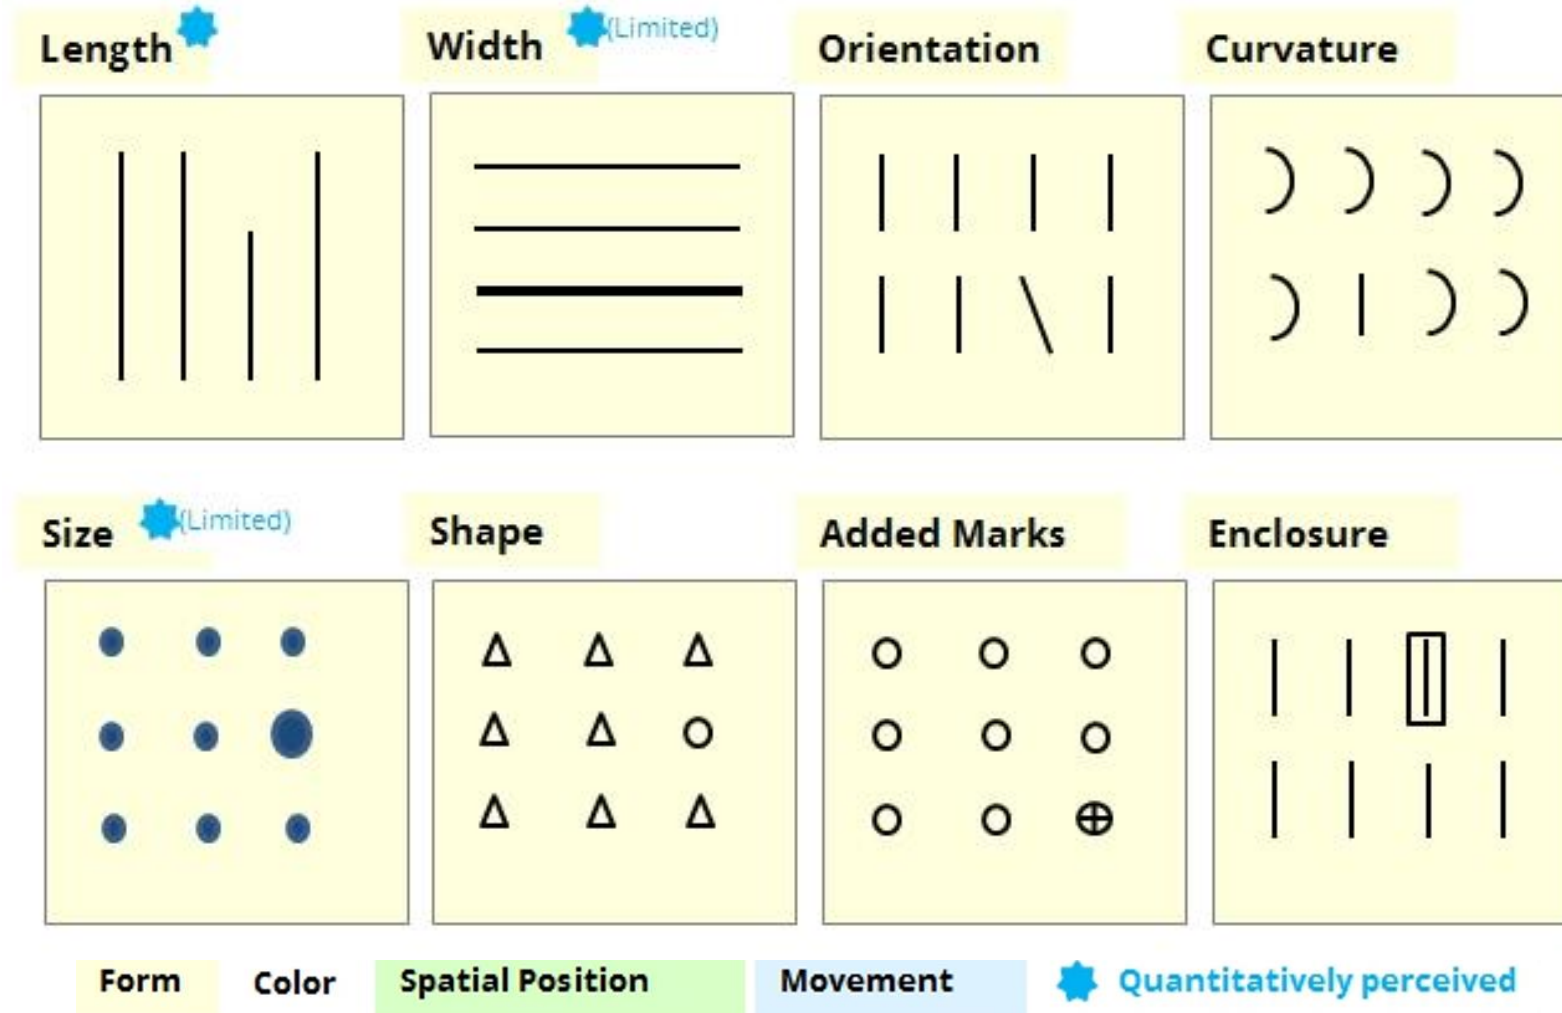 Length
Width (Limited)
Orientation
Curvature
Size (Limited)
Shape
Added Marks
Enclosure
Form
Color
Spatial Position
Movement
Quantitatively perceived